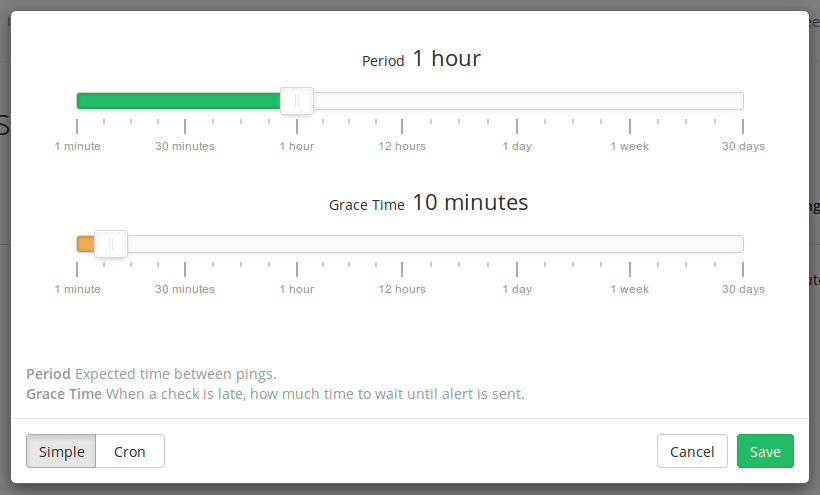 Period 1 hour
1 minute 30 minutes 1 hour 12 hours 1 day 1 week 30 days
Grace Time 10 minutes
1 minute 30 minutes 1 hour 12 hours 1 day 1 week 30 days
Period Expected time between pings.
Grace Time When a check is late, how much time to wait until alert is sent.
Simple Cron Cancel Save